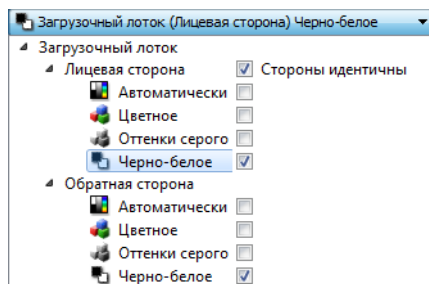 Загрузочный лоток (Лицевая сторона) Черно-белое
Загрузочный лоток
Лицевая сторона Стороны идентичны
Автоматически
Цветное
Оттенки серого
Черно-белое
Обратная сторона
Автоматически
Цветное
Оттенки серого
Черно-белое